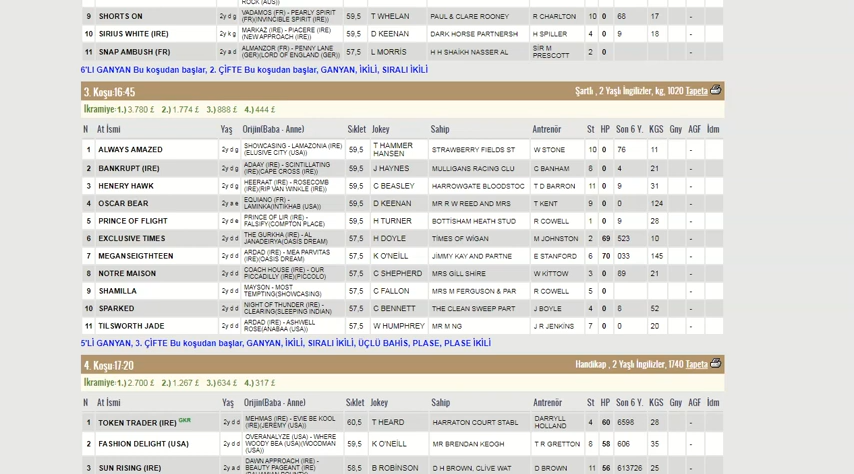 ROCK (AUS))
9 SHORTS ON 2y d g VADAMOS (FR) - PEARLY SPIRIT (FR)(INVINCIBLE SPIRIT (IRE)) 59,5 T WHELAN PAUL & CLARE ROONEY R CHARLTON 10 0 68 17 -
10 SIRIUS WHITE (IRE) 2y k g MARKAZ (IRE) - PIACERE (IRE) (NEW APPROACH (IRE)) 59,5 D KEENAN DARK HORSE PARTNERSH H SPILLER 4 0 9 18 -
11 SNAP AMBUSH (FR) 2y a d ALMANZOR (FR) - PENNY LANE (GER)(LORD OF ENGLAND (GER)) 57,5 L MORRIS H H SHAİKH NASSER AL SIR M PRESCOTT 2 0 -
6'LI GANYAN Bu koşudan başlar, 2. ÇİFTE Bu koşudan başlar, GANYAN, İKİLİ, SIRALI İKİLİ
3. Koşu:16:45 Şartlı , 2 Yaşlı İngilizler, kg, 1020 Tapeta
İkramiye:1.) 3.780 £ 2.) 1.774 £ 3.) 888 £ 4.) 444 £
N At İsmi Yaş Orijin(Baba - Anne) Sıklet Jokey Sahip Antrenör St HP Son 6 Y. KGS Gny AGF İdm
1 ALWAYS AMAZED 2y d g SHOWCASING - LAMAZONIA (IRE) (ELUSIVE CITY (USA)) 59,5 T HAMMER HANSEN STRAWBERRY FIELDS ST W STONE 10 0 76 11 -
2 BANKRUPT (IRE) 2y d g ADAAY (IRE) - SCINTILLATING (IRE)(CAPE CROSS (IRE)) 59,5 J HAYNES MULLIGANS RACING CLU C BANHAM 8 0 4 21 -
3 HENERY HAWK 2y d g HEERAAT (IRE) - ROSECOMB (IRE)(RIP VAN WINKLE (IRE)) 59,5 C BEASLEY HARROWGATE BLOODSTOC T D BARRON 11 0 9 31 -
4 OSCAR BEAR 2y a e EQUIANO (FR) - LAMINKA(INTIKHAB (USA)) 59,5 D KEENAN MR R W REED AND MRS T KENT 9 0 0 124 -
5 PRINCE OF FLIGHT 2y a e PRINCE OF LIR (IRE) - FALSIFY(COMPTON PLACE) 59,5 H TURNER BOTTİSHAM HEATH STUD R COWELL 1 0 9 28 -
6 EXCLUSIVE TIMES 2y d d THE GURKHA (IRE) - AL JANADEIRYA(OASIS DREAM) 57,5 H DOYLE TİMES OF WİGAN M JOHNSTON 2 69 523 10 -
7 MEGANSEIGTHTEEN 2y d d ARDAD (IRE) - MEA PARVITAS (IRE)(OASIS DREAM) 57,5 K O'NEİLL JİMMY KAY AND PARTNE E STANFORD 6 70 033 145 -
8 NOTRE MAISON 2y d d COACH HOUSE (IRE) - OUR PICCADILLY (IRE)(PICCOLO) 57,5 C SHEPHERD MRS GİLL SHİRE W KITTOW 3 0 89 21 -
9 SHAMILLA 2y d d MAYSON - MOST TEMPTING(SHOWCASING) 57,5 C FALLON MRS M FERGUSON & PAR R COWELL 5 0 -
10 SPARKED 2y d d NIGHT OF THUNDER (IRE) - CLEARING(SLEEPING INDIAN) 57,5 C BENNETT THE CLEAN SWEEP PART J BOYLE 4 0 8 52 -
11 TILSWORTH JADE 2y d d ARDAD (IRE) - ASHWELL ROSE(ANABAA (USA)) 57,5 W HUMPHREY MR M NG J R JENKINS 7 0 0 20 -
5'Lİ GANYAN, 3. ÇİFTE Bu koşudan başlar, GANYAN, İKİLİ, SIRALI İKİLİ, ÜÇLÜ BAHİS, PLASE, PLASE İKİLİ
4. Koşu:17:20 Handikap , 2 Yaşlı İngilizler, 1740 Tapeta
İkramiye:1.) 2.700 £ 2.) 1.267 £ 3.) 634 £ 4.) 317 £
N At İsmi Yaş Orijin(Baba - Anne) Sıklet Jokey Sahip Antrenör St HP Son 6 Y. KGS Gny AGF İdm
1 TOKEN TRADER (IRE) GKR 2y d d MEHMAS (IRE) - EVIE BE KOOL (IRE)(JEREMY (USA)) 60,5 T HEARD HARRATON COURT STABL DARRYLL HOLLAND 4 60 6598 28 -
2 FASHION DELIGHT (USA) 2y d d OVERANALYZE (USA) - WHERE WOODY BEA (USA)(WOODMAN (USA)) 59,5 K O'NEİLL MR BRENDAN KEOGH T R GRETTON 8 58 606 35 -
3 SUN RISING (IRE) 2y a d DAWN APPROACH (IRE) - BEAUTY PAGEANT (IRE) 58,5 B ROBİNSON D H BROWN, CLİVE WAT D BROWN 11 56 613726 25 -